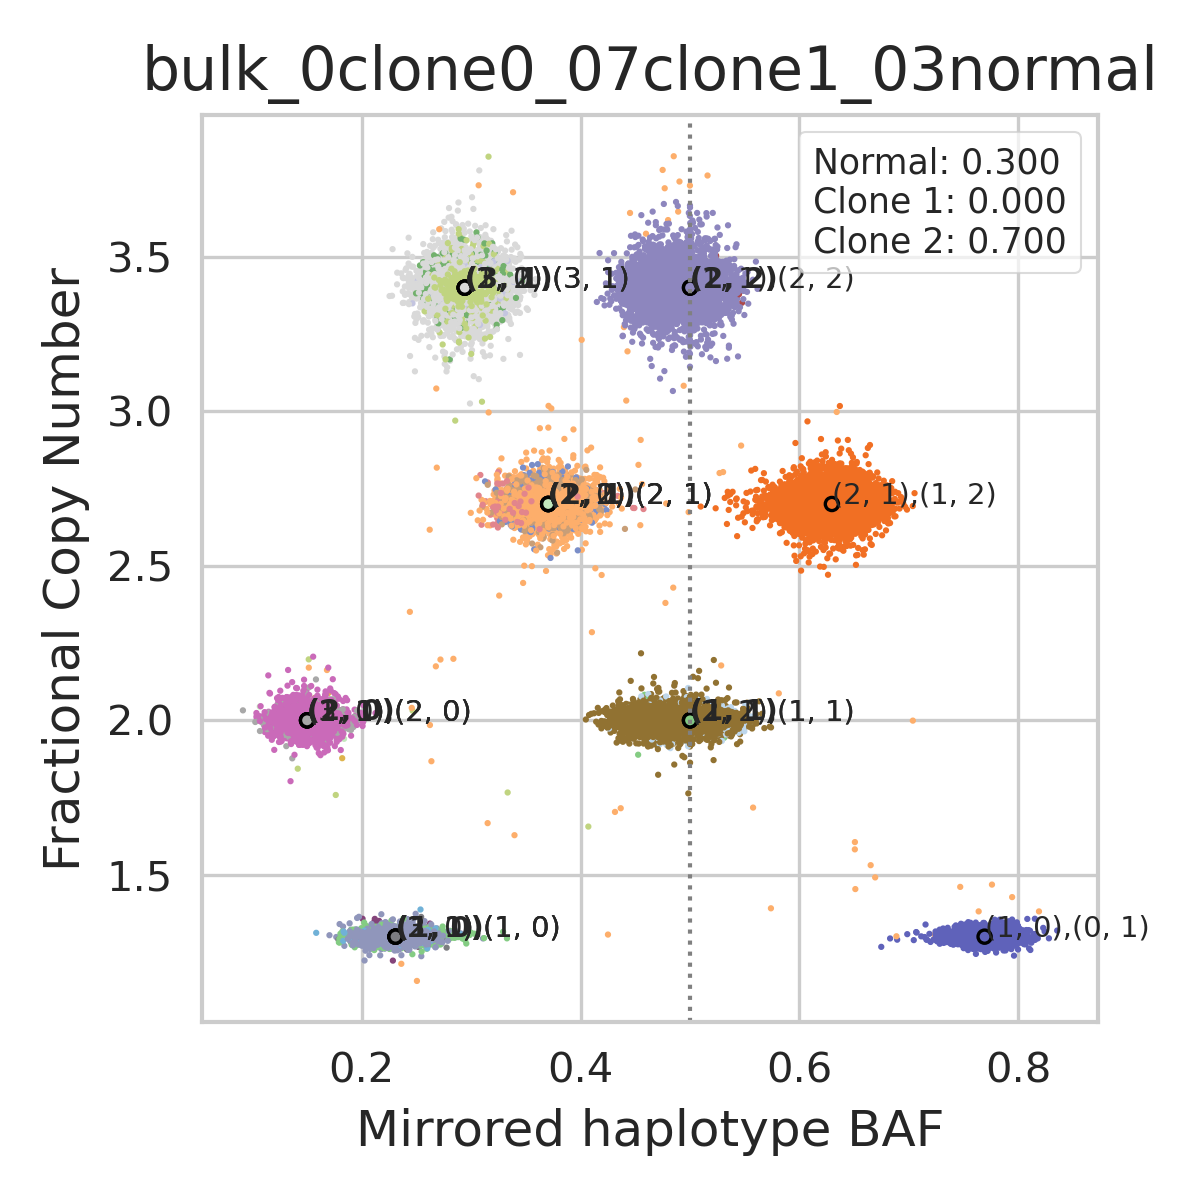 bulk_0clone0_07clone1_03normal
Normal: 0.300
Clone 1: 0.000
Clone 2: 0.700
3.5
(3, 1)
(2, 2)
3.0
(2, 1)
(2, 1),(1, 2)
2.5
2.0
(2, 0)
(1, 1)
1.5
(1, 0)
(1, 0),(0, 1)
0.2
0.4
0.6
0.8
Mirrored haplotype BAF
Fractional Copy Number